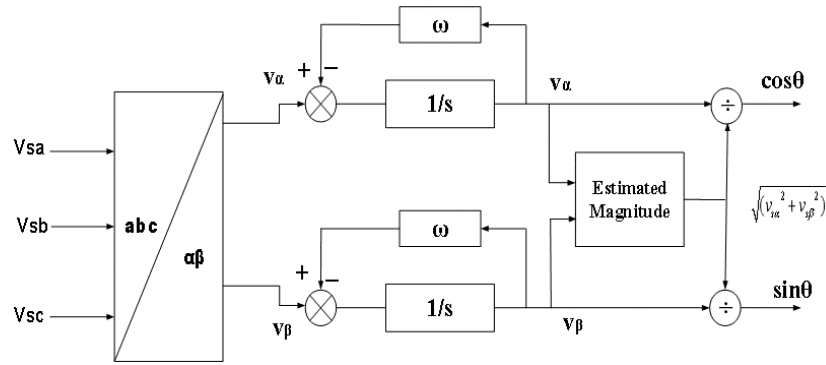 ω
+
−
vα
1/s
vα
cosθ
÷
Vsa
Vsb
Vsc
abc
αβ
Estimated
Magnitude
√(vsα² + vsβ²)
ω
+
−
vβ
1/s
vβ
÷
sinθ